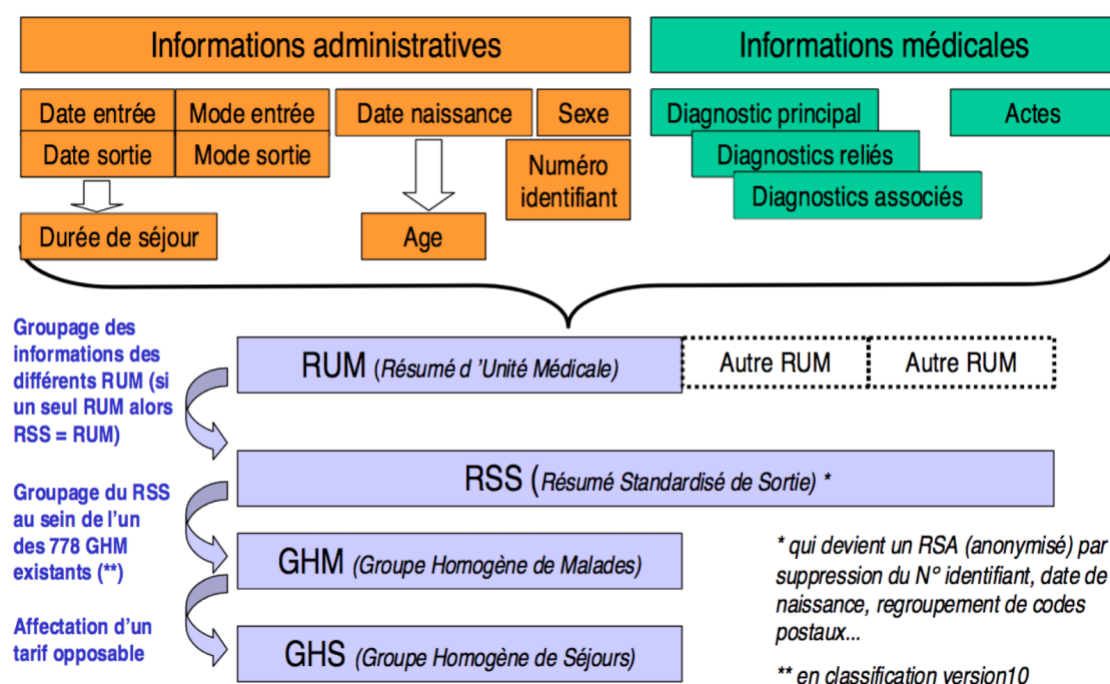 Informations administratives
Informations médicales
Date entrée
Mode entrée
Date naissance
Sexe
Diagnostic principal
Actes
Date sortie
Mode sortie
Numéro
identifiant
Diagnostics reliés
Diagnostics associés
Durée de séjour
Age
Groupage des
informations des
différents RUM (si
un seul RUM alors
RSS = RUM)
RUM (Résumé d 'Unité Médicale)
Autre RUM
Autre RUM
RSS (Résumé Standardisé de Sortie) *
Groupage du RSS
au sein de l'un
des 778 GHM
existants (**)
GHM (Groupe Homogène de Malades)
Affectation d'un
tarif opposable
GHS (Groupe Homogène de Séjours)
* qui devient un RSA (anonymisé) par
suppression du N° identifiant, date de
naissance, regroupement de codes
postaux...
** en classification version10